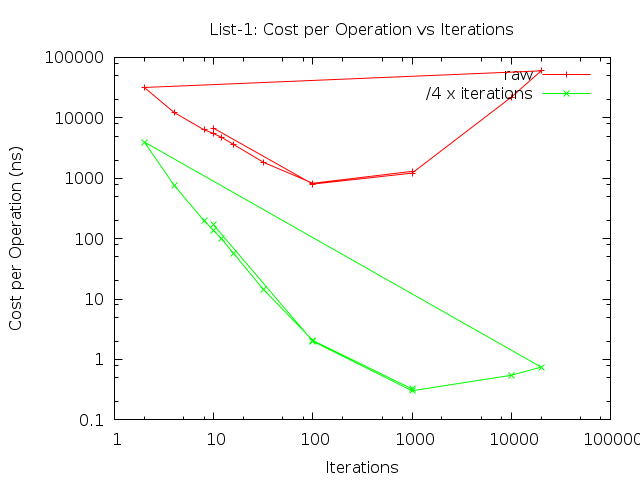 List-1: Cost per Operation vs Iterations
100000
10000
1000
100
10
1
0.1
Cost per Operation (ns)
raw
/4 x iterations
1
10
100
1000
10000
100000
Iterations